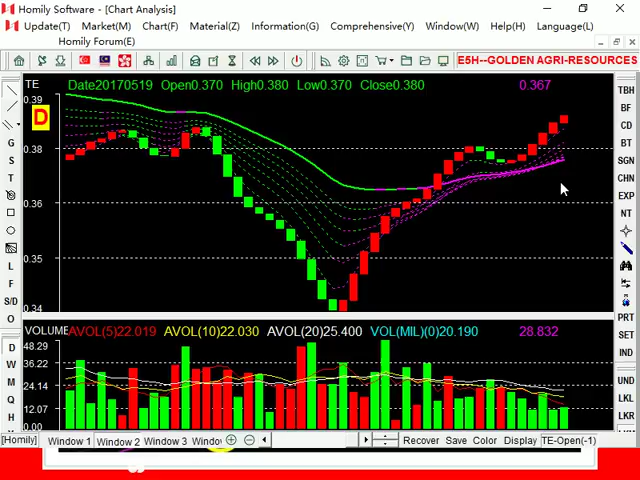 Homily Software - [Chart Analysis]
Update(T) Market(M) Chart(F) Material(Z) Information(G) Comprehensive(Y) Window(W) Help(H) Language(L)
Homily Forum(E)
E5H--GOLDEN AGRI-RESOURCES
TE Date20170519 Open0.370 High0.380 Low0.370 Close0.380 0.367
0.39
D
0.38
0.36
0.35
0.34
G
S
T
L
F
S/D
O
TBH
BF
CD
BT
SGN
CHN
EXP
NT
PRT
SET
IND
VOLUME AVOL(5)22.019 AVOL(10)22.030 AVOL(20)25.400 VOL(MIL)(0)20.190 28.832
48.29
36.22
24.14
12.07
0.00
D
W
M
Q
H
UND
LKL
LKR
[Homily] Window 1 Window 2 Window 3 Recover Save Color Display TE-Open(-1)